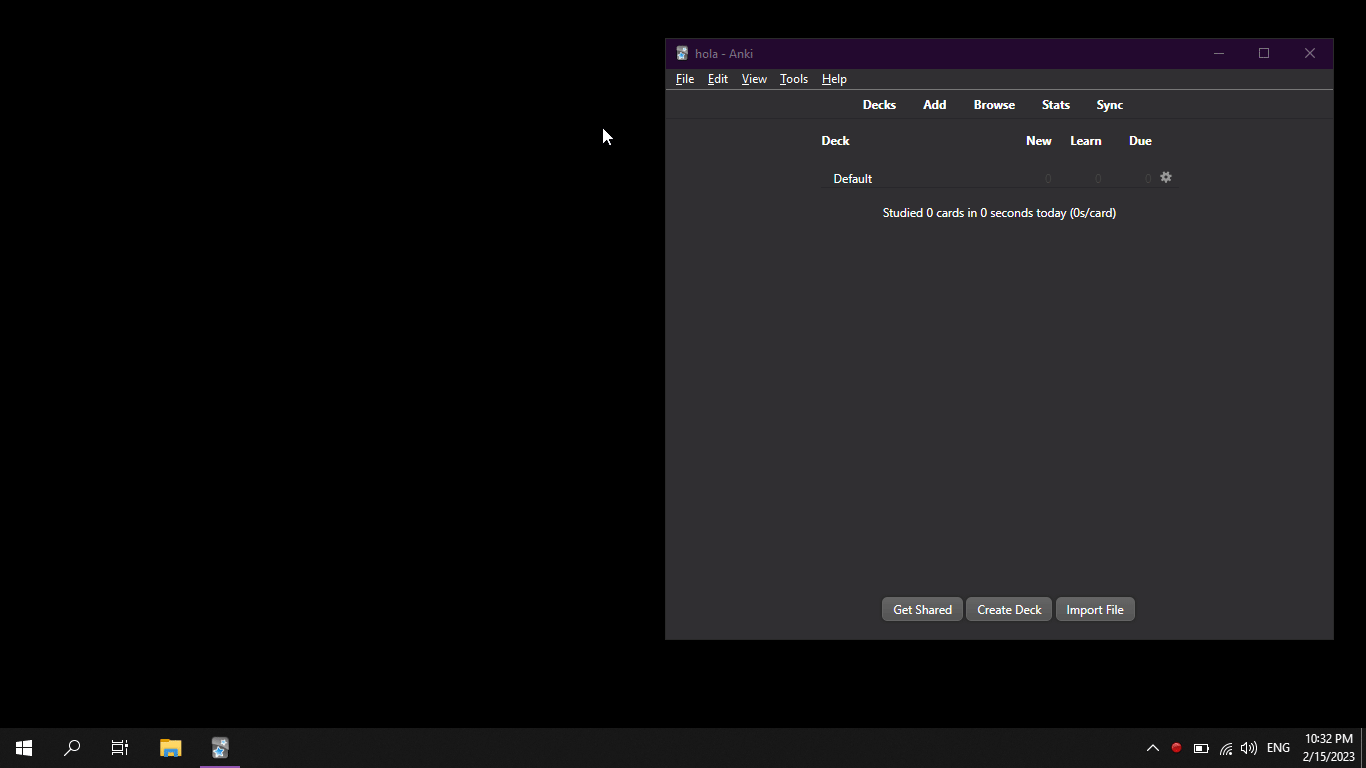 hola - Anki
File Edit View Tools Help
Decks Add Browse Stats Sync
Deck New Learn Due
Default 0 0 0
Studied 0 cards in 0 seconds today (0s/card)
Get Shared Create Deck Import File
ENG
10:32 PM
2/15/2023